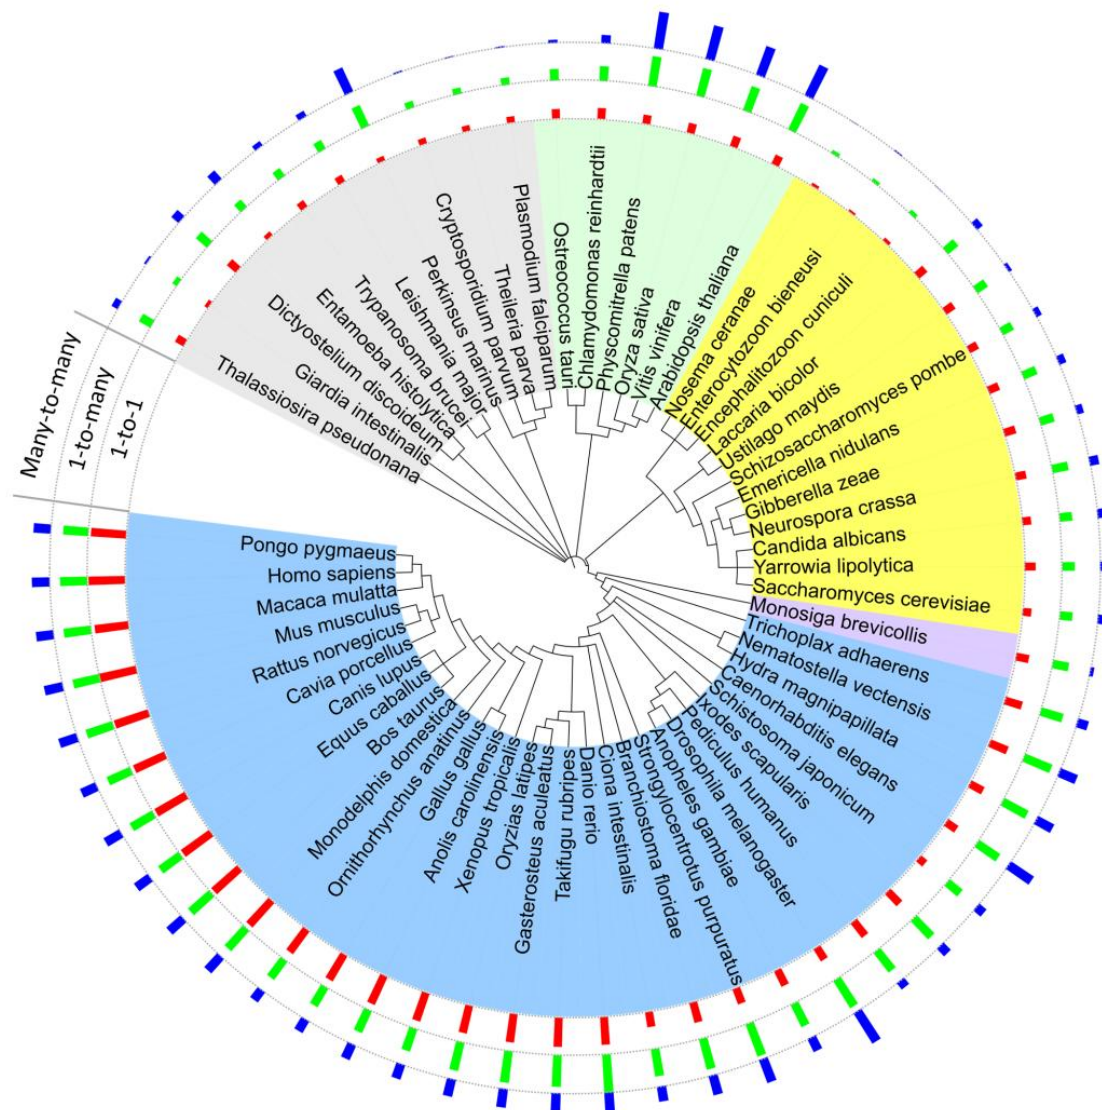 Many-to-many
1-to-many
1-to-1
Thalassiosira pseudonana
Giardia intestinalis
Dictyostelium discoideum
Entamoeba histolytica
Trypanosoma brucei
Leishmania major
Perkinsus marinus
Cryptosporidium parvum
Theileria parva
Plasmodium falciparum
Ostreococcus tauri
Chlamydomonas reinhardtii
Physcomitrella patens
Oryza sativa
Vitis vinifera
Arabidopsis thaliana
Nosema ceranae
Enterocytozoon bieneusi
Encephalitozoon cuniculi
Laccaria bicolor
Ustilago maydis
Schizosaccharomyces pombe
Emericella nidulans
Gibberella zeae
Neurospora crassa
Candida albicans
Yarrowia lipolytica
Saccharomyces cerevisiae
Monosiga brevicollis
Trichoplax adhaerens
Nematostella vectensis
Hydra magnipapillata
Caenorhabditis elegans
Schistosoma japonicum
Ixodes scapularis
Pediculus humanus
Drosophila melanogaster
Anopheles gambiae
Strongylocentrotus purpuratus
Branchiostoma floridae
Ciona intestinalis
Danio rerio
Takifugu rubripes
Gasterosteus aculeatus
Oryzias latipes
Xenopus tropicalis
Anolis carolinensis
Gallus gallus
Ornithorhynchus anatinus
Monodelphis domestica
Bos taurus
Equus caballus
Canis lupus
Cavia porcellus
Rattus norvegicus
Mus musculus
Macaca mulatta
Homo sapiens
Pongo pygmaeus